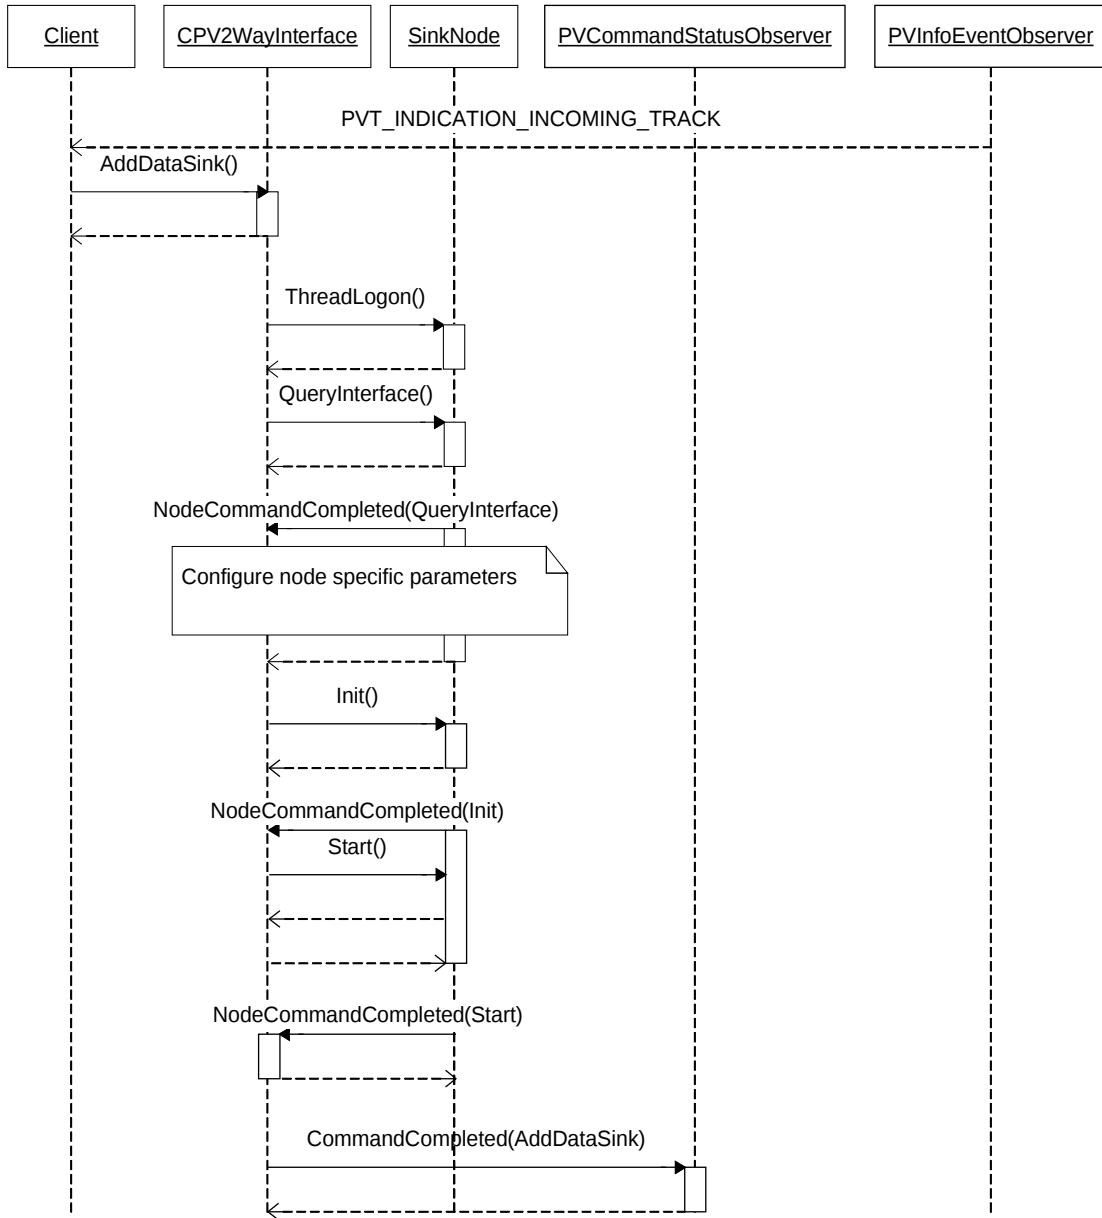 Client
CPV2WayInterface
SinkNode
PVCommandStatusObserver
PVInfoEventObserver
PVT_INDICATION_INCOMING_TRACK
AddDataSink()
ThreadLogon()
QueryInterface()
NodeCommandCompleted(QueryInterface)
Configure node specific parameters
Init()
NodeCommandCompleted(Init)
Start()
NodeCommandCompleted(Start)
CommandCompleted(AddDataSink)